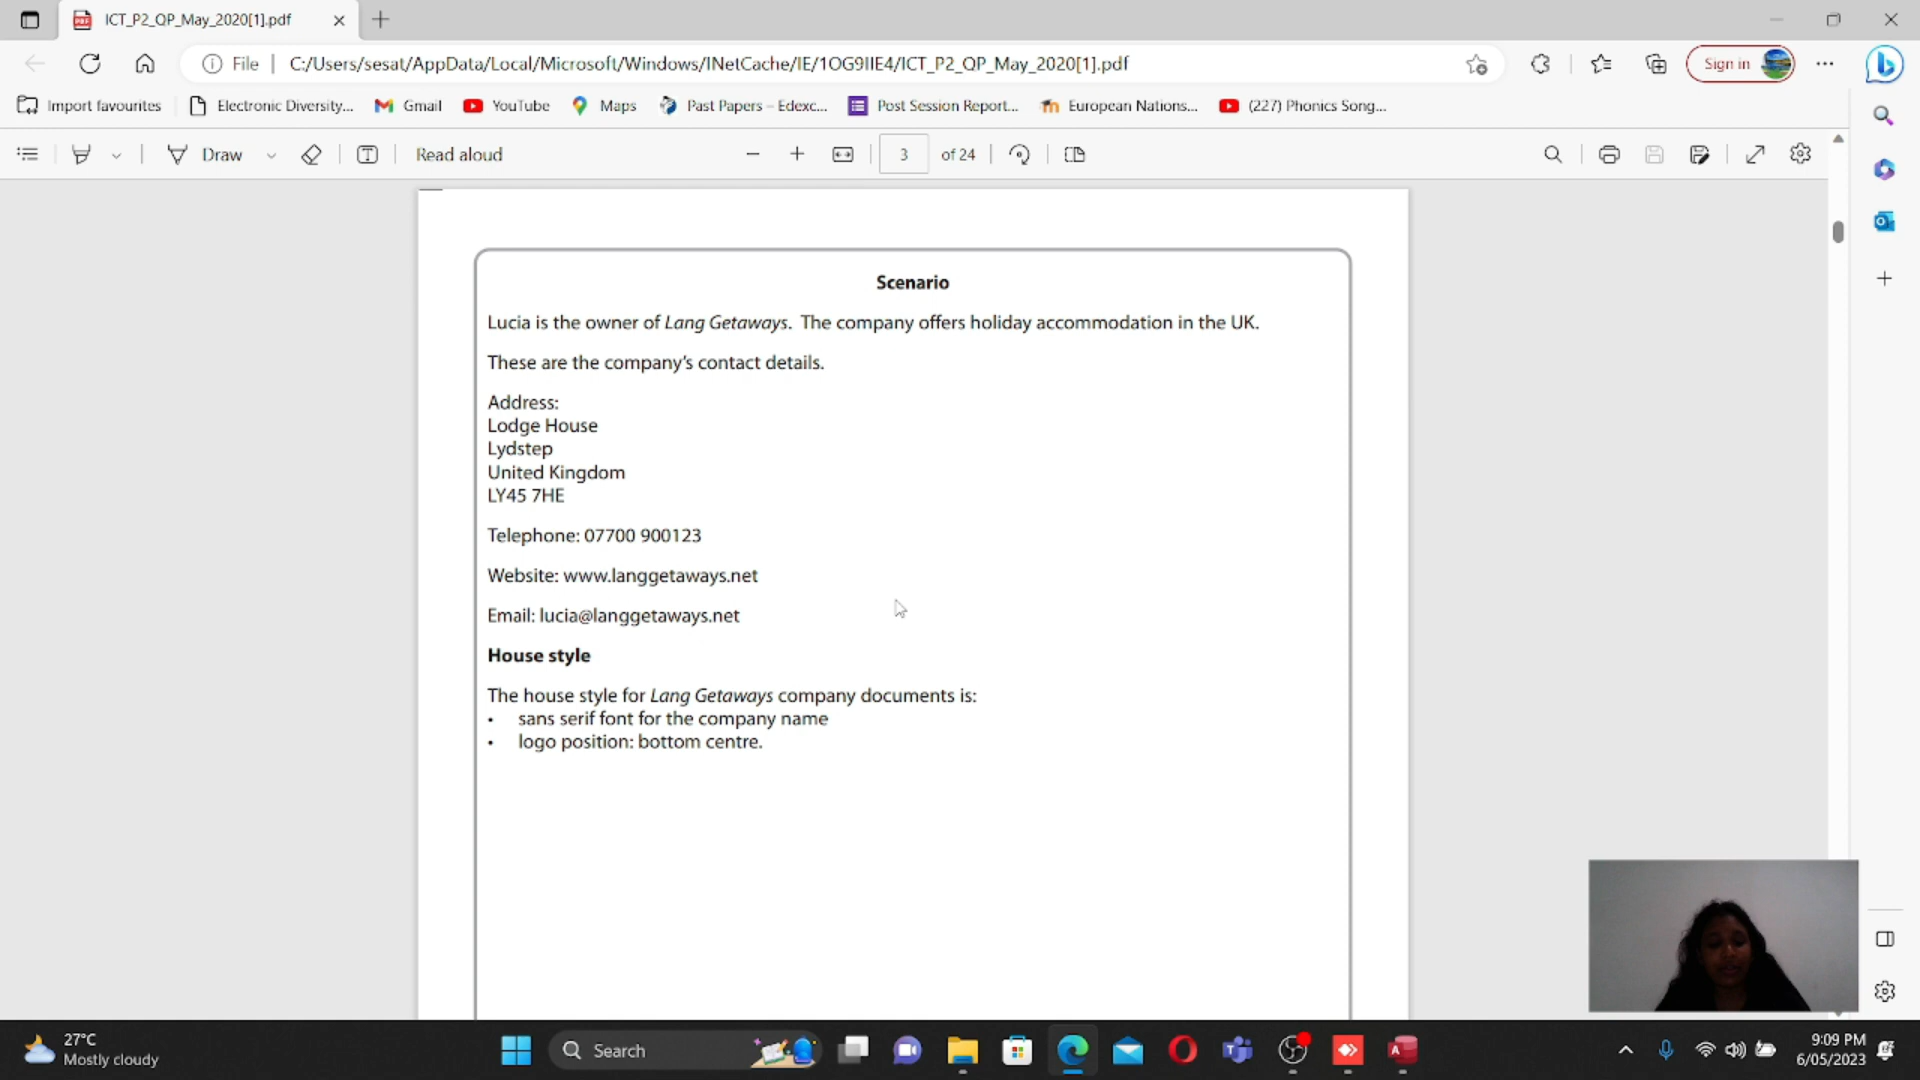 ICT_P2_QP_May_2020[1].pdf
File | C:/Users/sesat/AppData/Local/Microsoft/Windows/INetCache/IE/1OG9IIE4/ICT_P2_QP_May_2020[1].pdf
Sign in
Import favourites
Electronic Diversity...
Gmail
YouTube
Maps
Past Papers – Edexc...
Post Session Report...
European Nations...
(227) Phonics Song...
Draw
Read aloud
3 of 24
Scenario
Lucia is the owner of Lang Getaways. The company offers holiday accommodation in the UK.
These are the company's contact details.
Address:
Lodge House
Lydstep
United Kingdom
LY45 7HE
Telephone: 07700 900123
Website: www.langgetaways.net
Email: lucia@langgetaways.net
House style
The house style for Lang Getaways company documents is:
• sans serif font for the company name
• logo position: bottom centre.
27°C
Mostly cloudy
Search
9:09 PM
6/05/2023